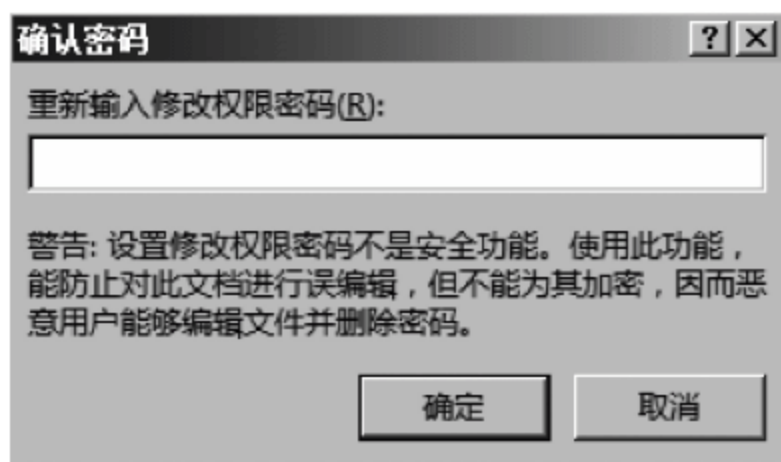 确认密码
重新输入修改权限密码(R):
警告: 设置修改权限密码不是安全功能。使用此功能，
能防止对此文档进行误编辑，但不能为其加密，因而恶
意用户能够编辑文件并删除密码。
确定 取消